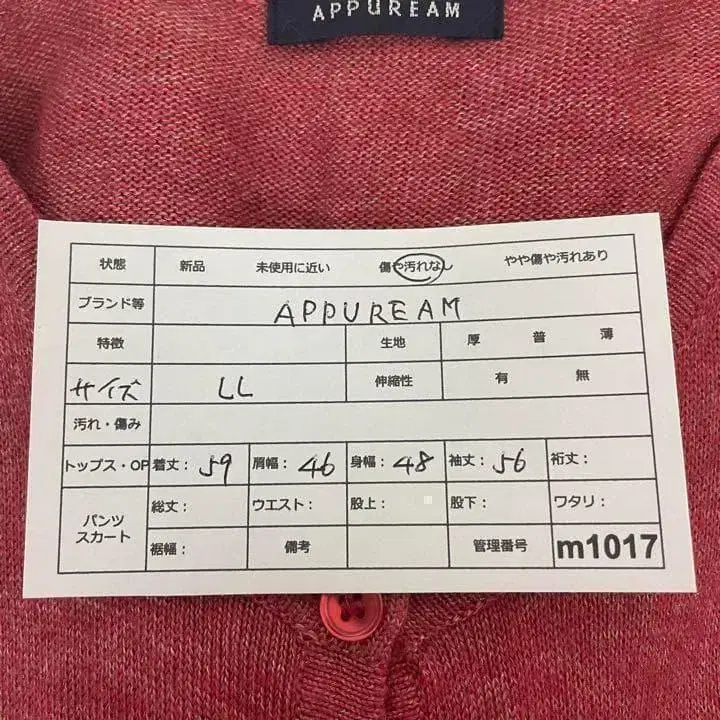 APPUREAM
状態 新品 未使用に近い 傷や汚れなし やや傷や汚れあり
ブランド等 APPUREAM
特徴 生地 厚 普 薄
サイズ LL 伸縮性 有 無
汚れ・傷み
トップス・OP 着丈: 59 肩幅: 46 身幅: 48 袖丈: 56 裄丈:
パンツ スカート 総丈: ウエスト: 股上: 股下: ワタリ:
裾幅: 備考 管理番号 m1017